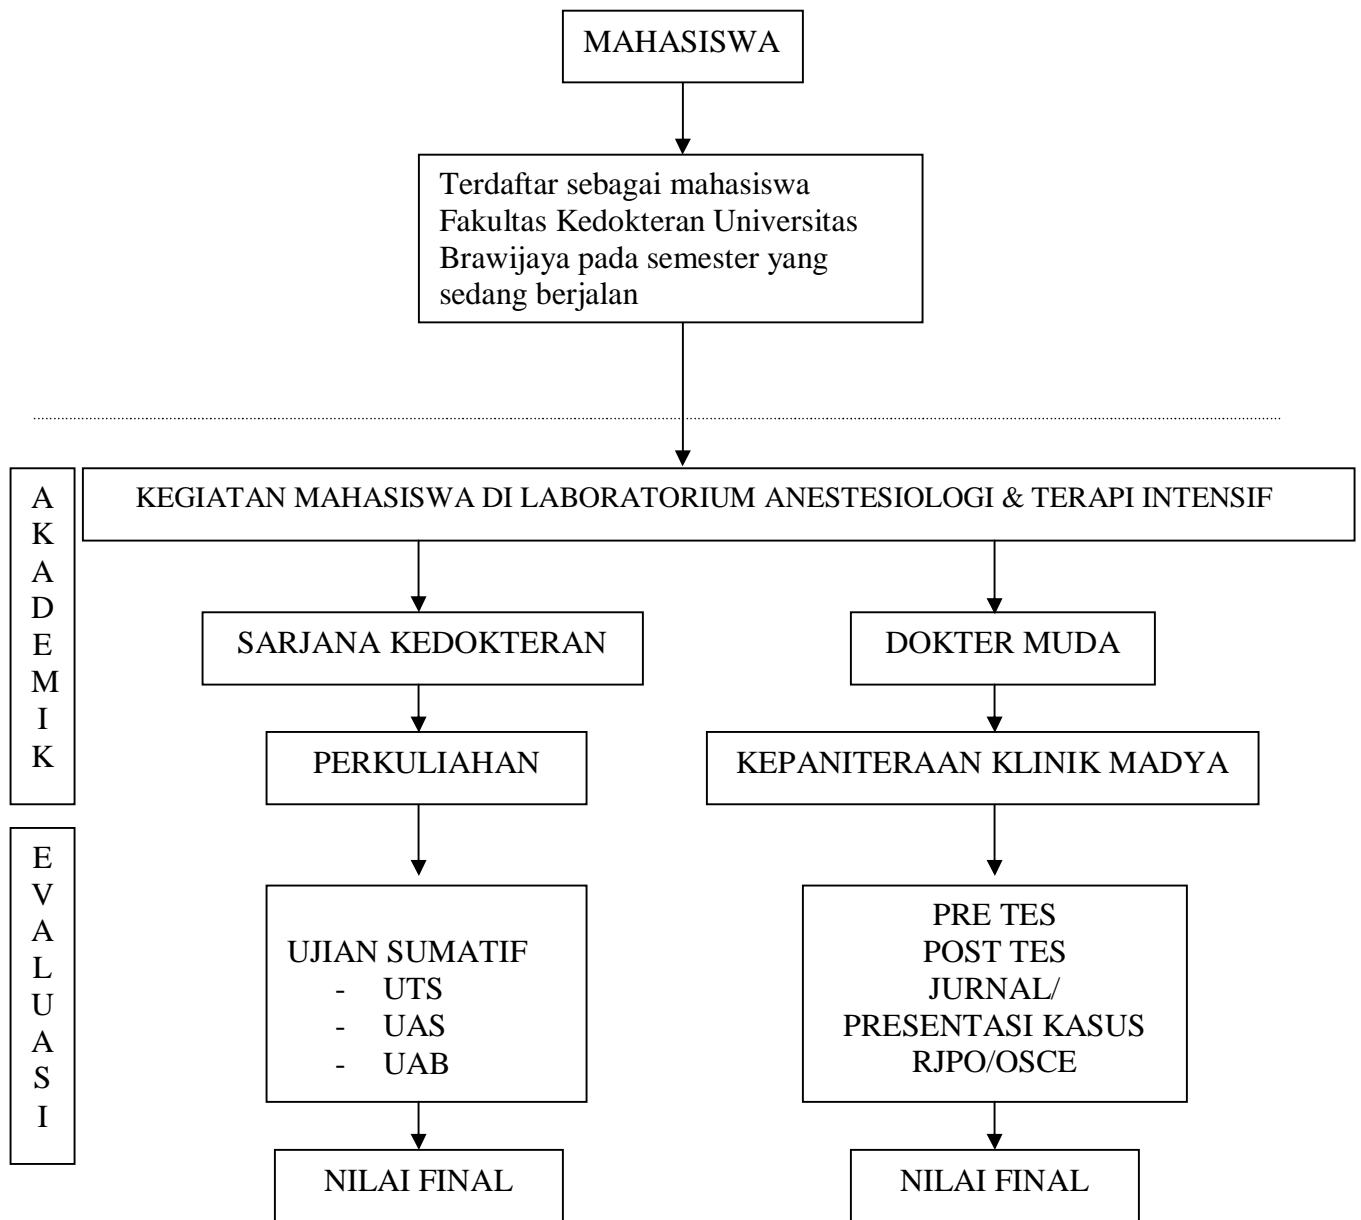 MAHASISWA
Terdaftar sebagai mahasiswa
Fakultas Kedokteran Universitas
Brawijaya pada semester yang
sedang berjalan
A
K
A
D
E
M
I
K
KEGIATAN MAHASISWA DI LABORATORIUM ANESTESIOLOGI & TERAPI INTENSIF
SARJANA KEDOKTERAN
DOKTER MUDA
PERKULIAHAN
KEPANITERAAN KLINIK MADYA
E
V
A
L
U
A
S
I
UJIAN SUMATIF
- UTS
- UAS
- UAB
PRE TES
POST TES
JURNAL/
PRESENTASI KASUS
RJPO/OSCE
NILAI FINAL
NILAI FINAL